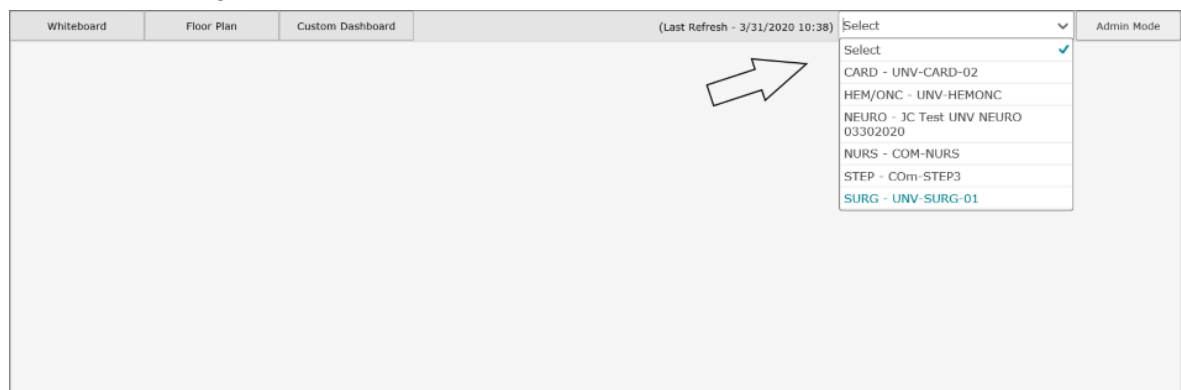 Whiteboard Floor Plan Custom Dashboard (Last Refresh - 3/31/2020 10:38) Select Admin Mode
Select
CARD - UNV-CARD-02
HEM/ONC - UNV-HEMONC
NEURO - JC Test UNV NEURO
03302020
NURS - COM-NURS
STEP - COm-STEP3
SURG - UNV-SURG-01